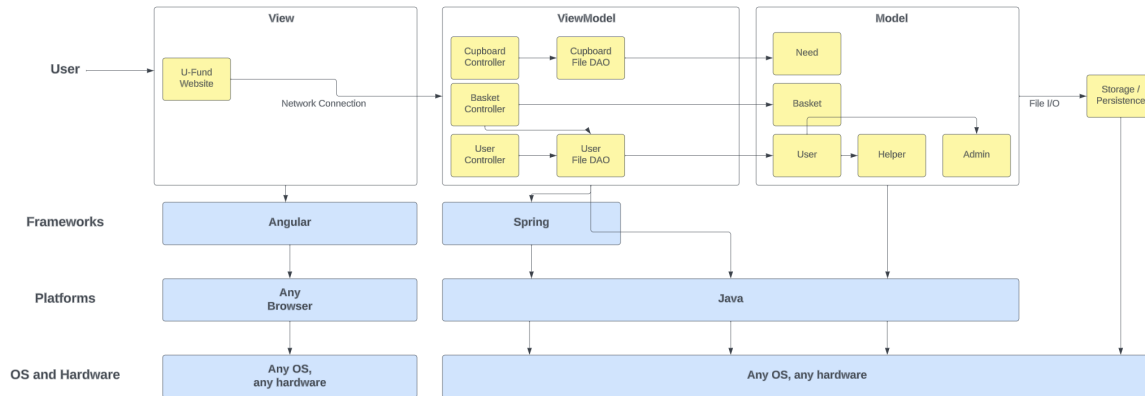 View
ViewModel
Model
User
U-Fund
Website
Network Connection
Cupboard
Controller
Cupboard
File DAO
Need
Basket
Controller
Basket
User
Controller
User
File DAO
User
Helper
Admin
File I/O
Storage /
Persistence
Frameworks
Angular
Spring
Platforms
Any
Browser
Java
OS and Hardware
Any OS,
any hardware
Any OS, any hardware